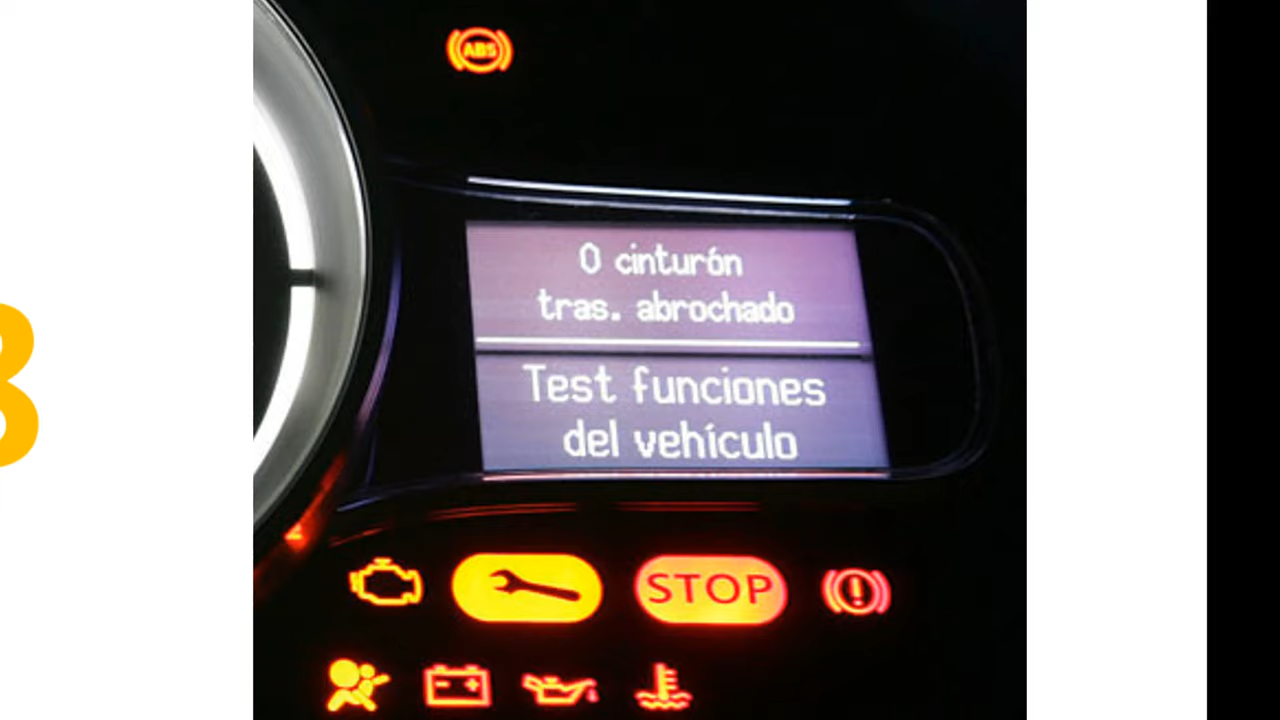 ABS
0 cinturón
tras. abrochado
Test funciones
del vehículo
STOP